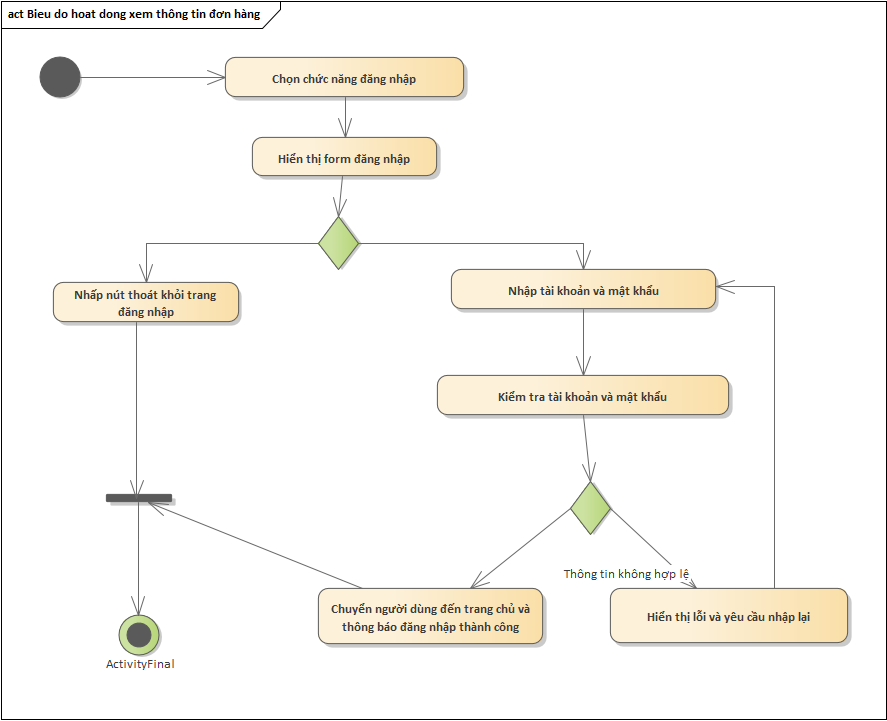 act Bieu do hoat dong xem thông tin đơn hàng
Chọn chức năng đăng nhập
Hiển thị form đăng nhập
Nhấp nút thoát khỏi trang
đăng nhập
Nhập tài khoản và mật khẩu
Kiểm tra tài khoản và mật khẩu
Thông tin không hợp lệ
Chuyển người dùng đến trang chủ và
thông báo đăng nhập thành công
Hiển thị lỗi và yêu cầu nhập lại
ActivityFinal